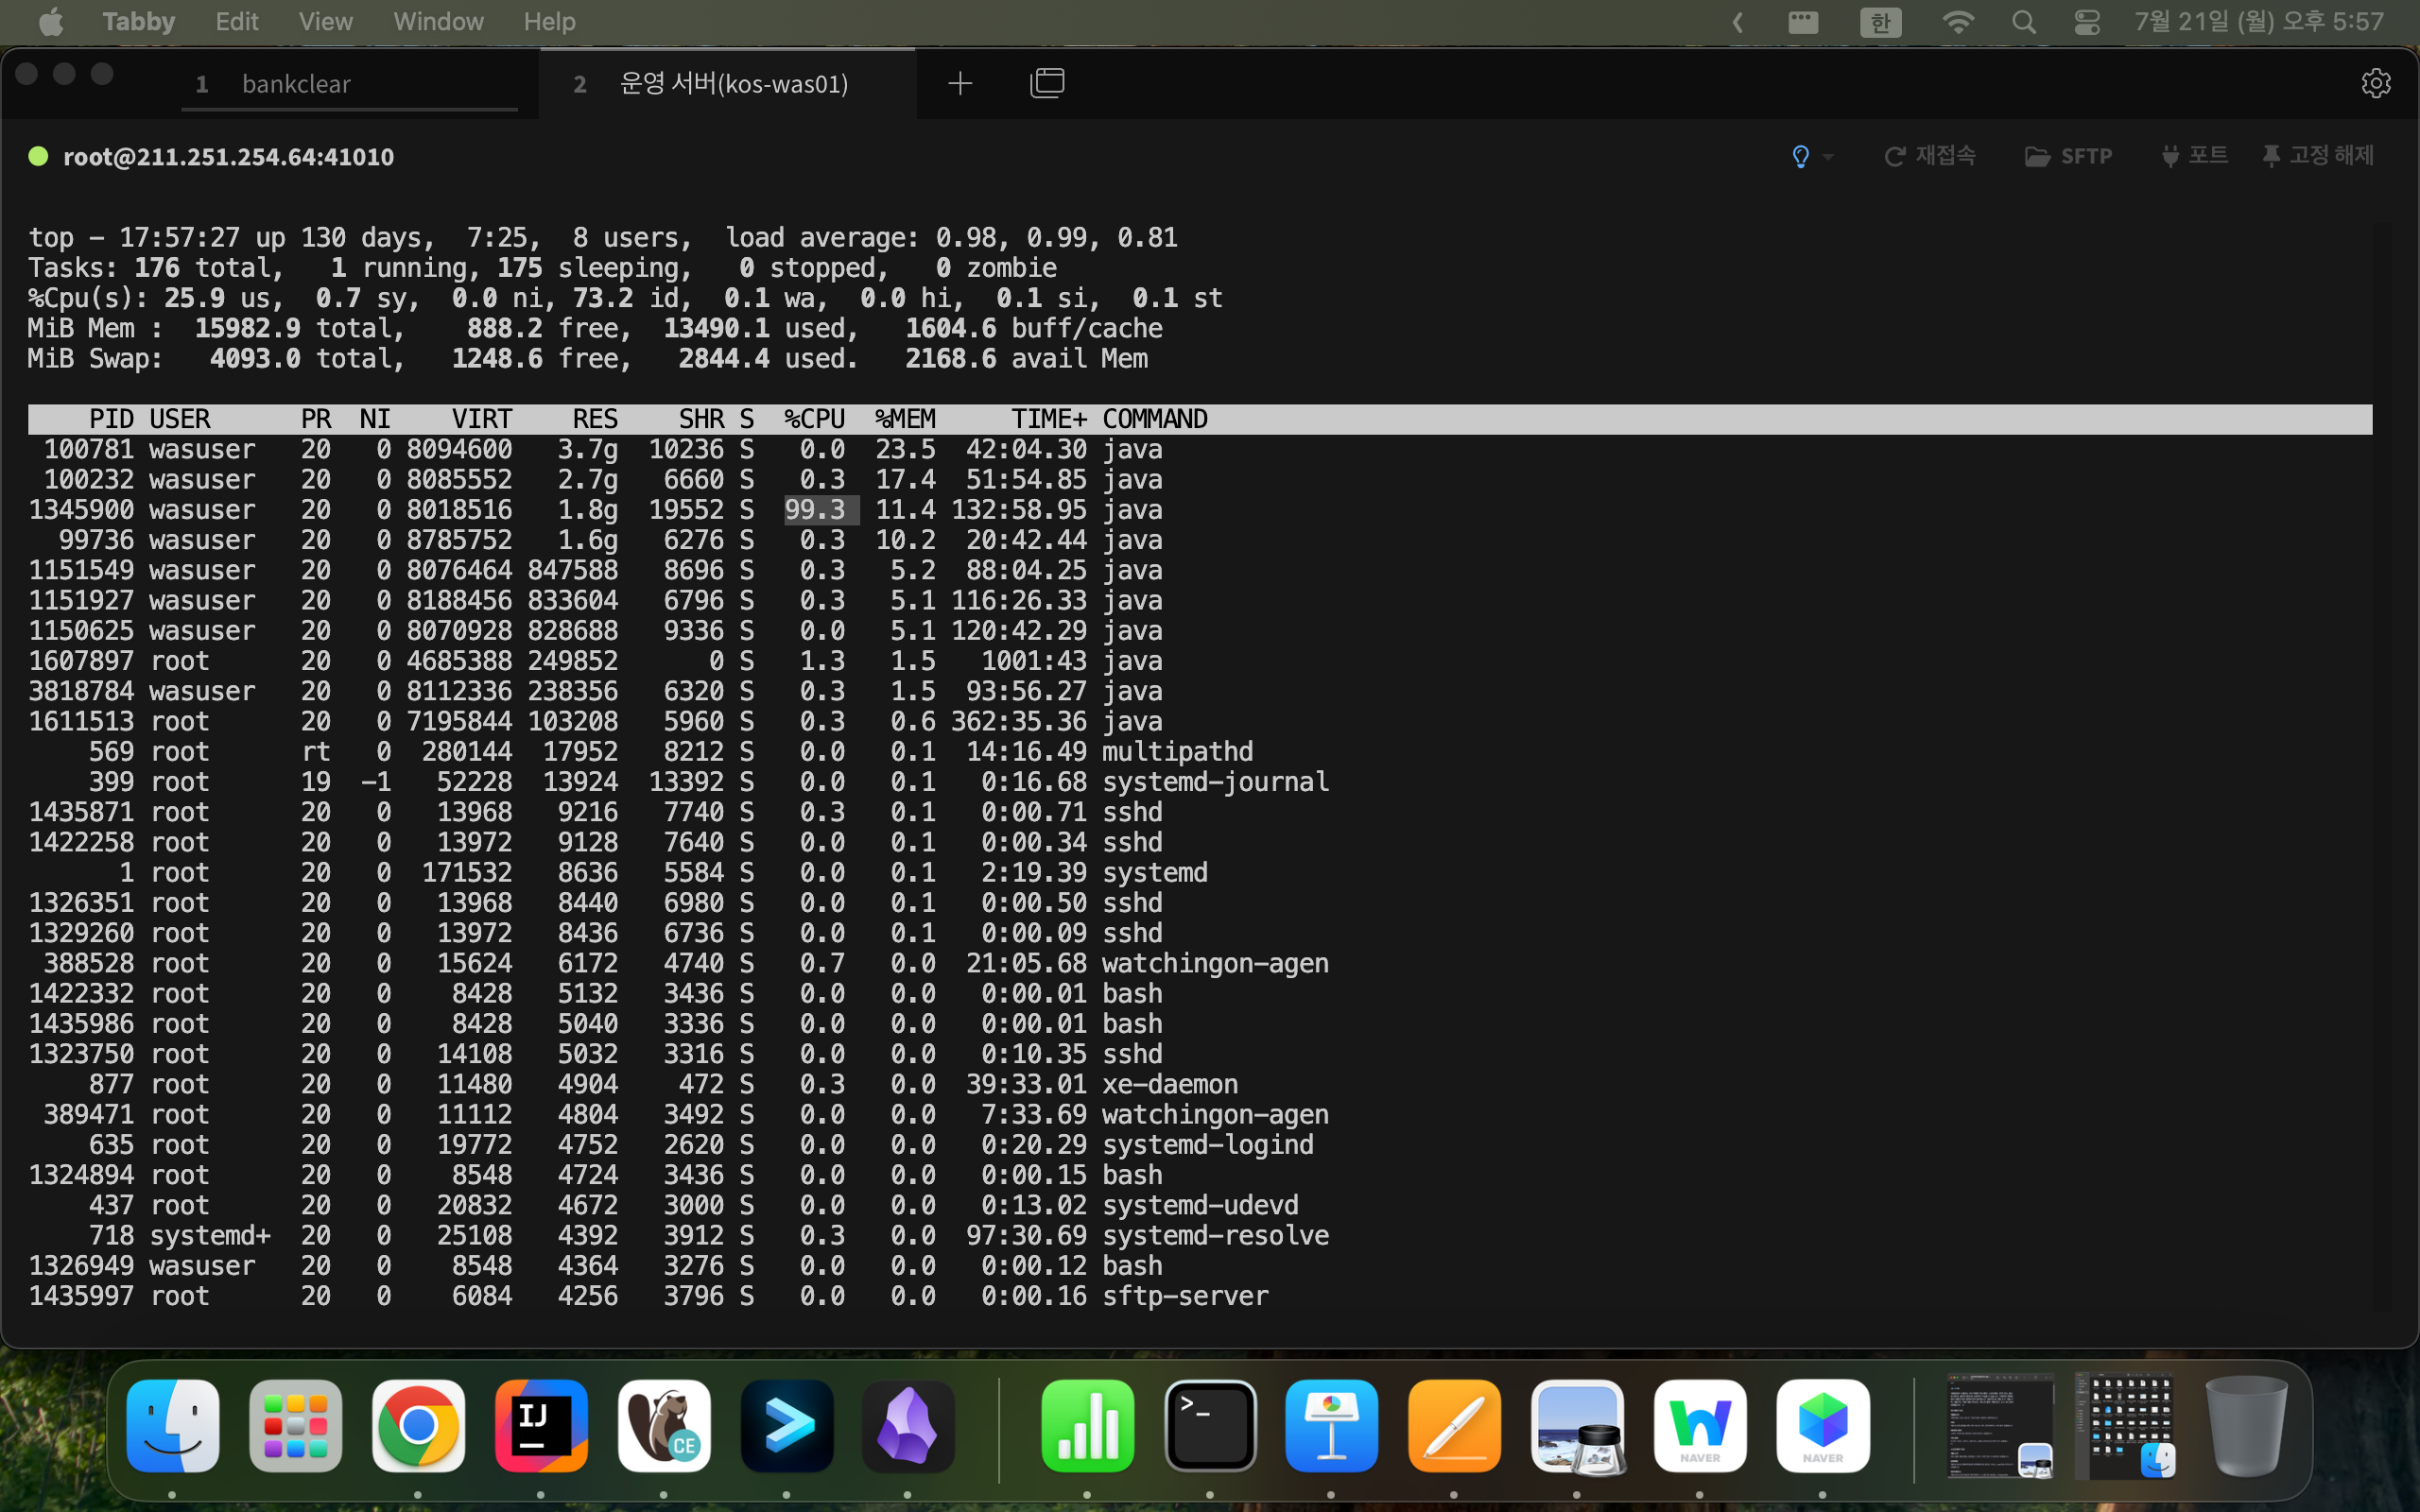 Tabby Edit View Window Help 한 7월 21일 (월) 오후 5:57
1 bankclear 2 운영 서버(kos-was01)
root@211.251.254.64:41010 재접속 SFTP 포트 고정 해제
top - 17:57:27 up 130 days, 7:25, 8 users, load average: 0.98, 0.99, 0.81
Tasks: 176 total, 1 running, 175 sleeping, 0 stopped, 0 zombie
%Cpu(s): 25.9 us, 0.7 sy, 0.0 ni, 73.2 id, 0.1 wa, 0.0 hi, 0.1 si, 0.1 st
MiB Mem : 15982.9 total, 888.2 free, 13490.1 used, 1604.6 buff/cache
MiB Swap: 4093.0 total, 1248.6 free, 2844.4 used. 2168.6 avail Mem
PID USER PR NI VIRT RES SHR S %CPU %MEM TIME+ COMMAND
100781 wasuser 20 0 8094600 3.7g 10236 S 0.0 23.5 42:04.30 java
100232 wasuser 20 0 8085552 2.7g 6660 S 0.3 17.4 51:54.85 java
1345900 wasuser 20 0 8018516 1.8g 19552 S 99.3 11.4 132:58.95 java
99736 wasuser 20 0 8785752 1.6g 6276 S 0.3 10.2 20:42.44 java
1151549 wasuser 20 0 8076464 847588 8696 S 0.3 5.2 88:04.25 java
1151927 wasuser 20 0 8188456 833604 6796 S 0.3 5.1 116:26.33 java
1150625 wasuser 20 0 8070928 828688 9336 S 0.0 5.1 120:42.29 java
1607897 root 20 0 4685388 249852 0 S 1.3 1.5 1001:43 java
3818784 wasuser 20 0 8112336 238356 6320 S 0.3 1.5 93:56.27 java
1611513 root 20 0 7195844 103208 5960 S 0.3 0.6 362:35.36 java
569 root rt 0 280144 17952 8212 S 0.0 0.1 14:16.49 multipathd
399 root 19 -1 52228 13924 13392 S 0.0 0.1 0:16.68 systemd-journal
1435871 root 20 0 13968 9216 7740 S 0.3 0.1 0:00.71 sshd
1422258 root 20 0 13972 9128 7640 S 0.0 0.1 0:00.34 sshd
1 root 20 0 171532 8636 5584 S 0.0 0.1 2:19.39 systemd
1326351 root 20 0 13968 8440 6980 S 0.0 0.1 0:00.50 sshd
1329260 root 20 0 13972 8436 6736 S 0.0 0.1 0:00.09 sshd
388528 root 20 0 15624 6172 4740 S 0.7 0.0 21:05.68 watchingon-agen
1422332 root 20 0 8428 5132 3436 S 0.0 0.0 0:00.01 bash
1435986 root 20 0 8428 5040 3336 S 0.0 0.0 0:00.01 bash
1323750 root 20 0 14108 5032 3316 S 0.0 0.0 0:10.35 sshd
877 root 20 0 11480 4904 472 S 0.3 0.0 39:33.01 xe-daemon
389471 root 20 0 11112 4804 3492 S 0.0 0.0 7:33.69 watchingon-agen
635 root 20 0 19772 4752 2620 S 0.0 0.0 0:20.29 systemd-logind
1324894 root 20 0 8548 4724 3436 S 0.0 0.0 0:00.15 bash
437 root 20 0 20832 4672 3000 S 0.0 0.0 0:13.02 systemd-udevd
718 systemd+ 20 0 25108 4392 3912 S 0.3 0.0 97:30.69 systemd-resolve
1326949 wasuser 20 0 8548 4364 3276 S 0.0 0.0 0:00.12 bash
1435997 root 20 0 6084 4256 3796 S 0.0 0.0 0:00.16 sftp-server
IJ CE >_ W NAVER NAVER